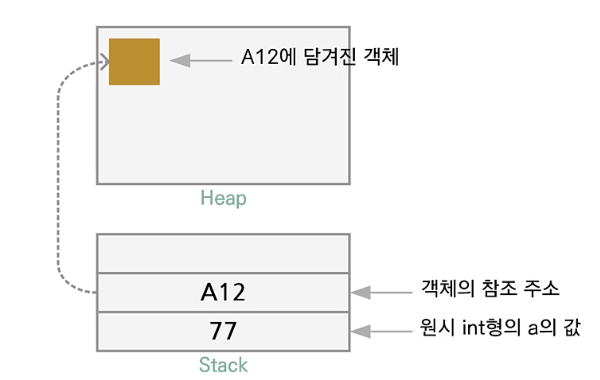 A12에 담겨진 객체
Heap
A12
객체의 참조 주소
77
원시 int형의 a의 값
Stack